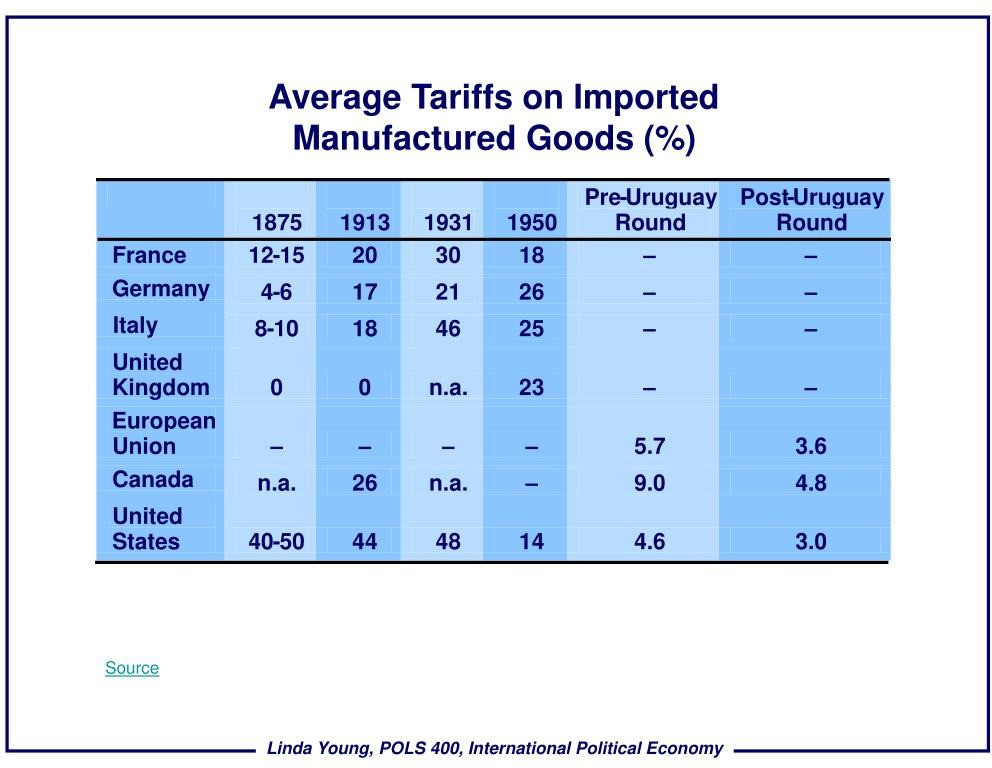 Average Tariffs on Imported
Manufactured Goods (%)
Pre-Uruguay Post-Uruguay
1875 1913 1931 1950 Round Round
France 12-15 20 30 18 – –
Germany 4-6 17 21 26 – –
Italy 8-10 18 46 25 – –
United
Kingdom 0 0 n.a. 23 – –
European
Union – – – – 5.7 3.6
Canada n.a. 26 n.a. – 9.0 4.8
United
States 40-50 44 48 14 4.6 3.0
Source
Linda Young, POLS 400, International Political Economy